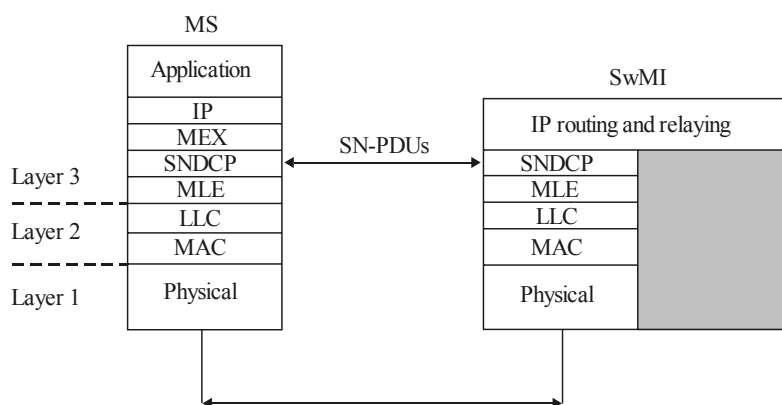 MS
Application
IP
MEX
SNDCP
MLE
LLC
MAC
Physical
Layer 3
Layer 2
Layer 1
SN-PDUs
SwMI
IP routing and relaying
SNDCP
MLE
LLC
MAC
Physical